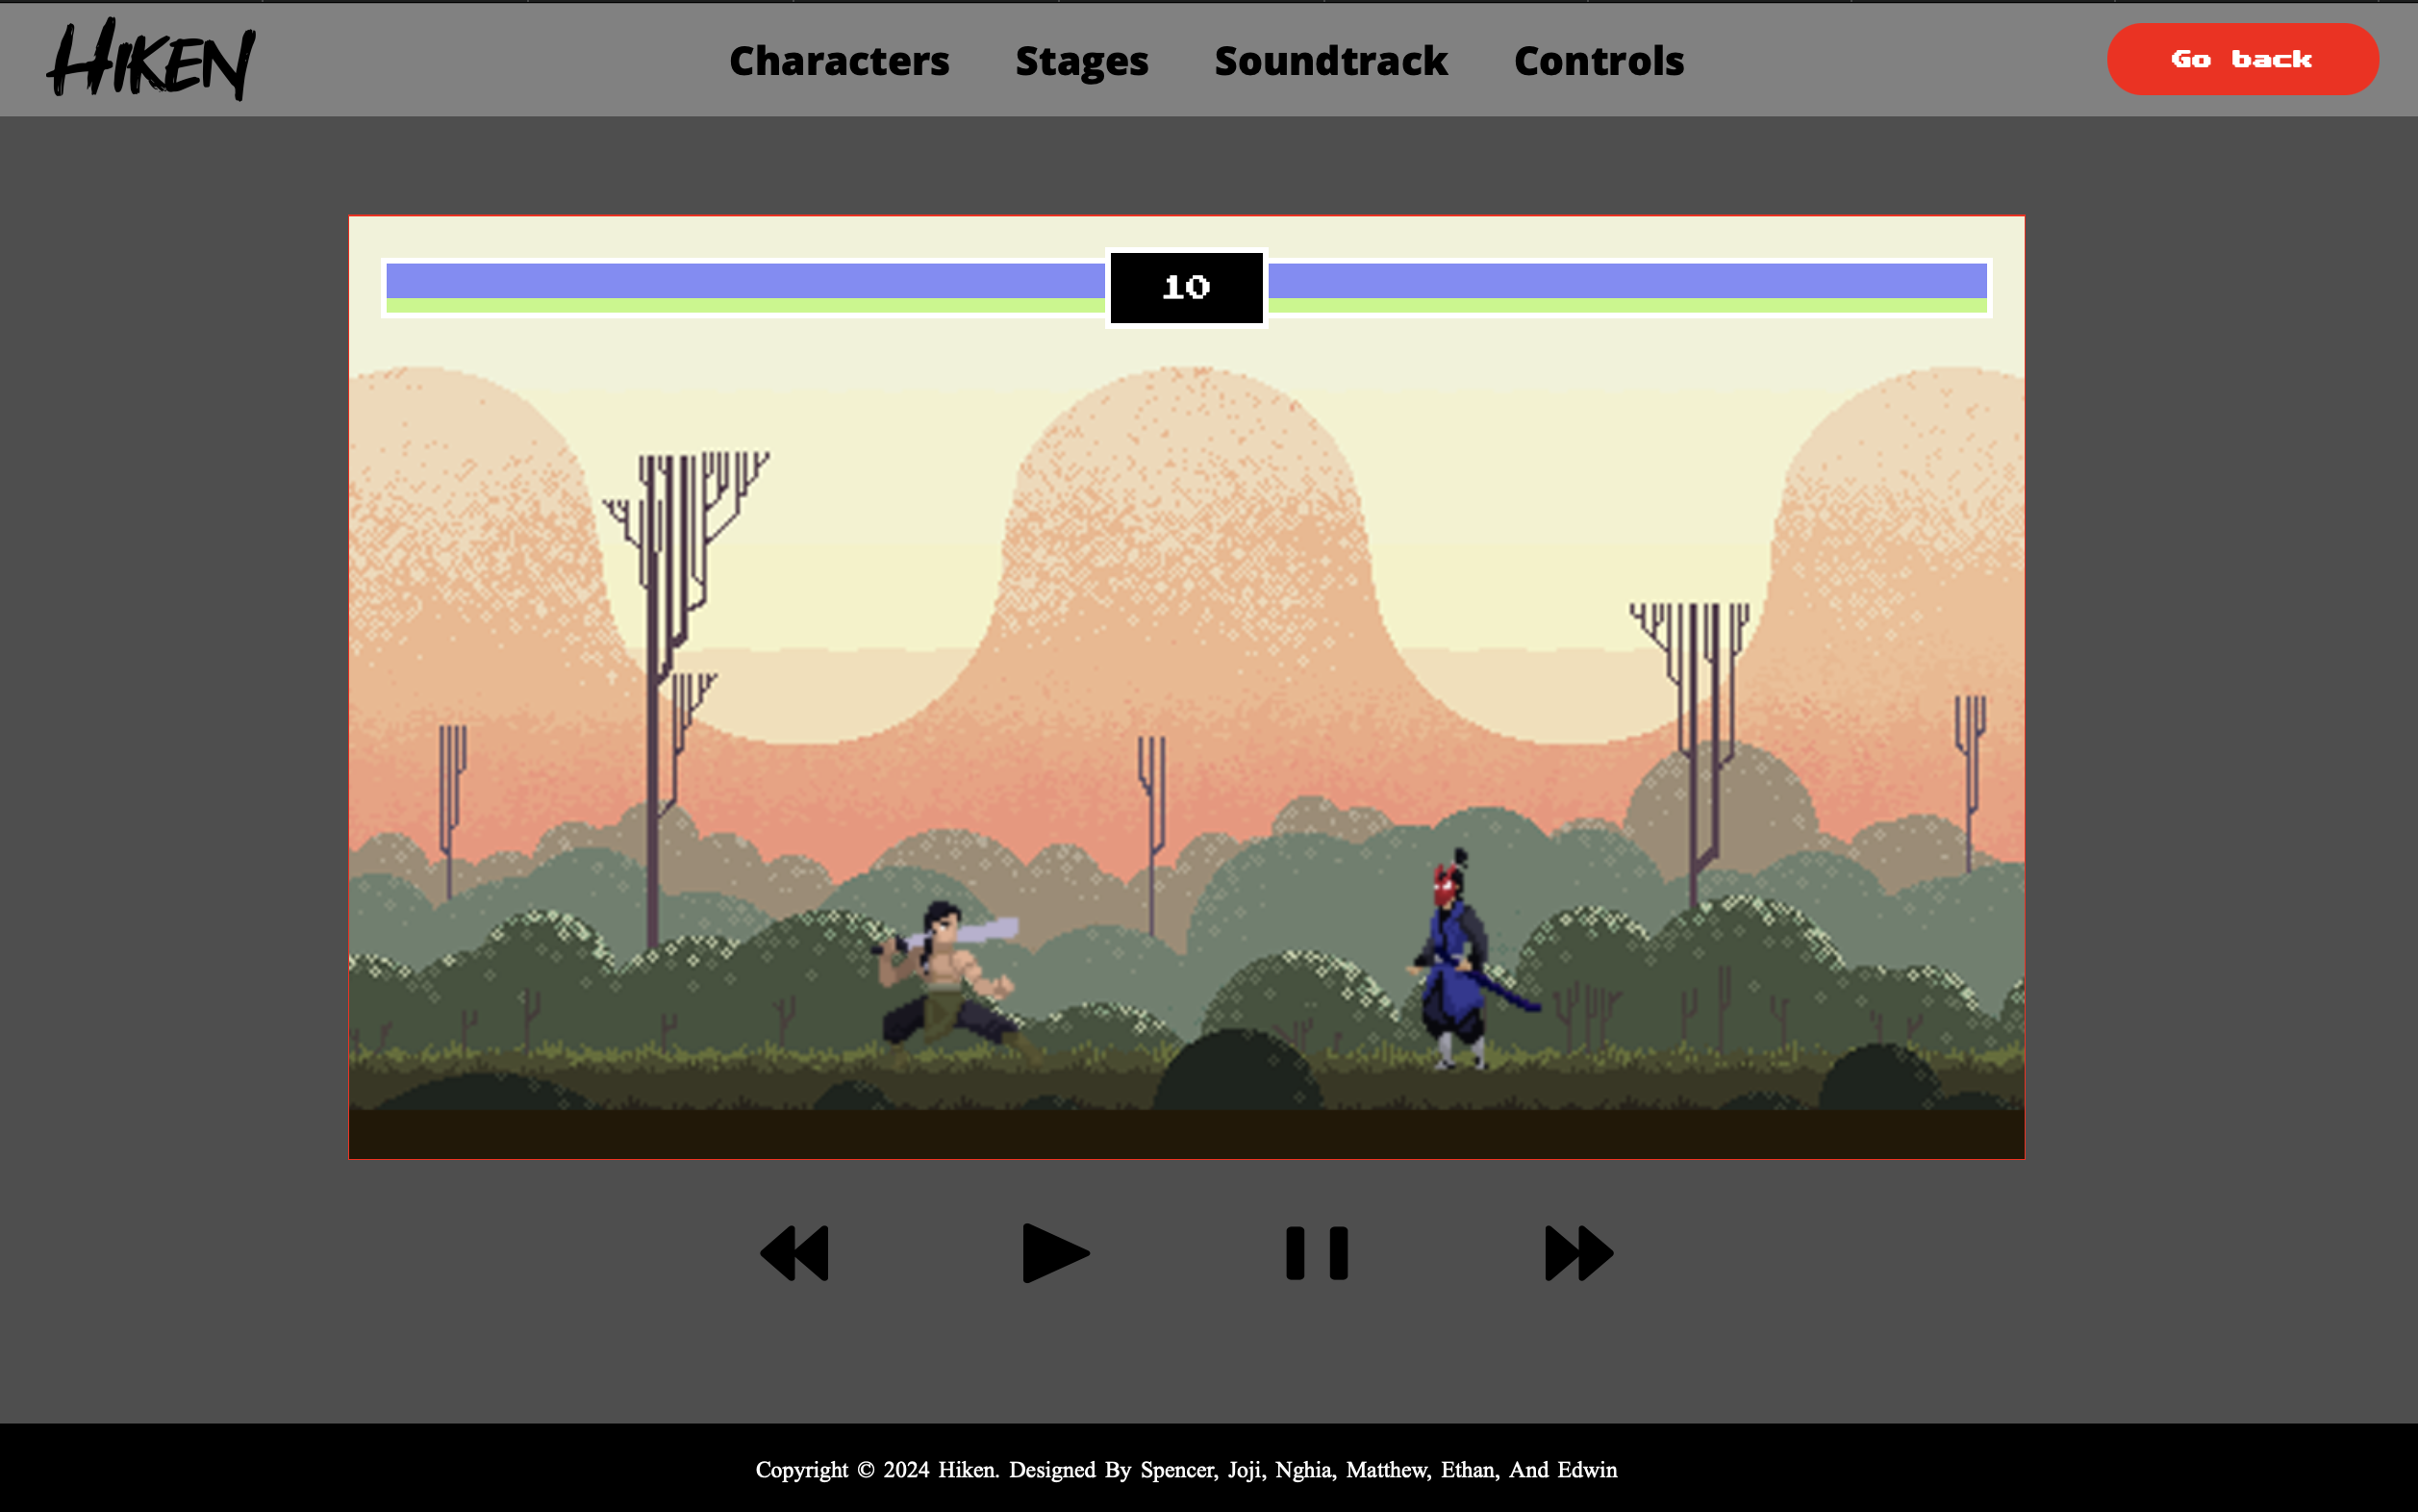 HIKEN
Characters Stages Soundtrack Controls
Go back
10
Copyright © 2024 Hiken. Designed By Spencer, Joji, Nghia, Matthew, Ethan, And Edwin